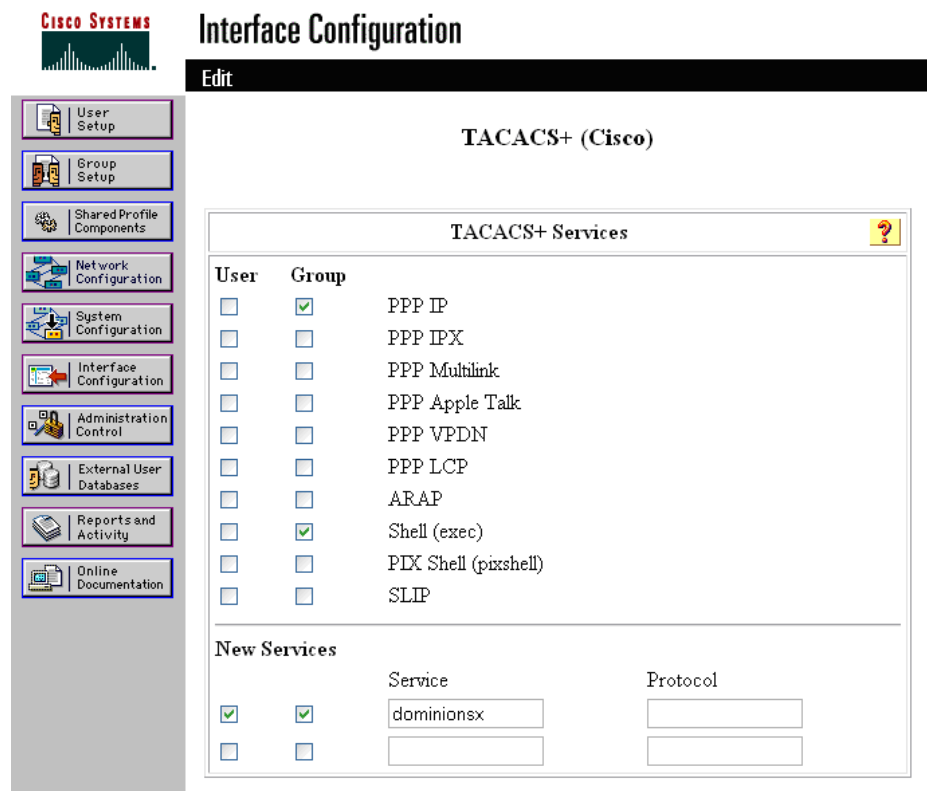 CISCO SYSTEMS
Interface Configuration
Edit
User
Setup
Group
Setup
Shared Profile
Components
Network
Configuration
System
Configuration
Interface
Configuration
Administration
Control
External User
Databases
Reports and
Activity
Online
Documentation
TACACS+ (Cisco)
TACACS+ Services
?
User Group
PPP IP
PPP IPX
PPP Multilink
PPP Apple Talk
PPP VPDN
PPP LCP
ARAP
Shell (exec)
PIX Shell (pixshell)
SLIP
New Services
Service Protocol
dominionsx